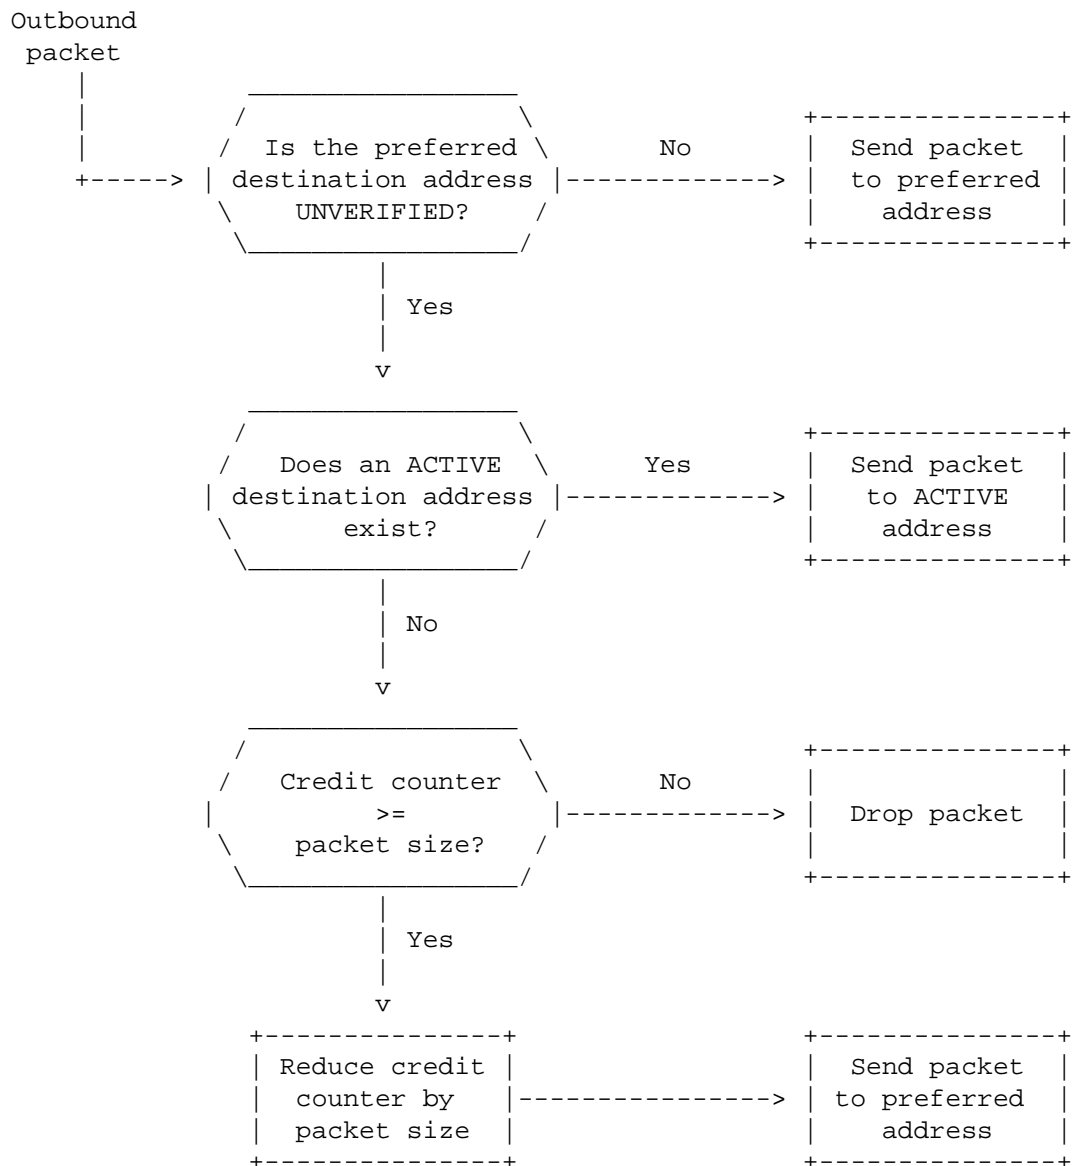 Outbound
packet
Is the preferred
destination address
UNVERIFIED?
No
Send packet
to preferred
address
Yes
Does an ACTIVE
destination address
exist?
Yes
Send packet
to ACTIVE
address
No
Credit counter
>=
packet size?
No
Drop packet
Yes
Reduce credit
counter by
packet size
Send packet
to preferred
address